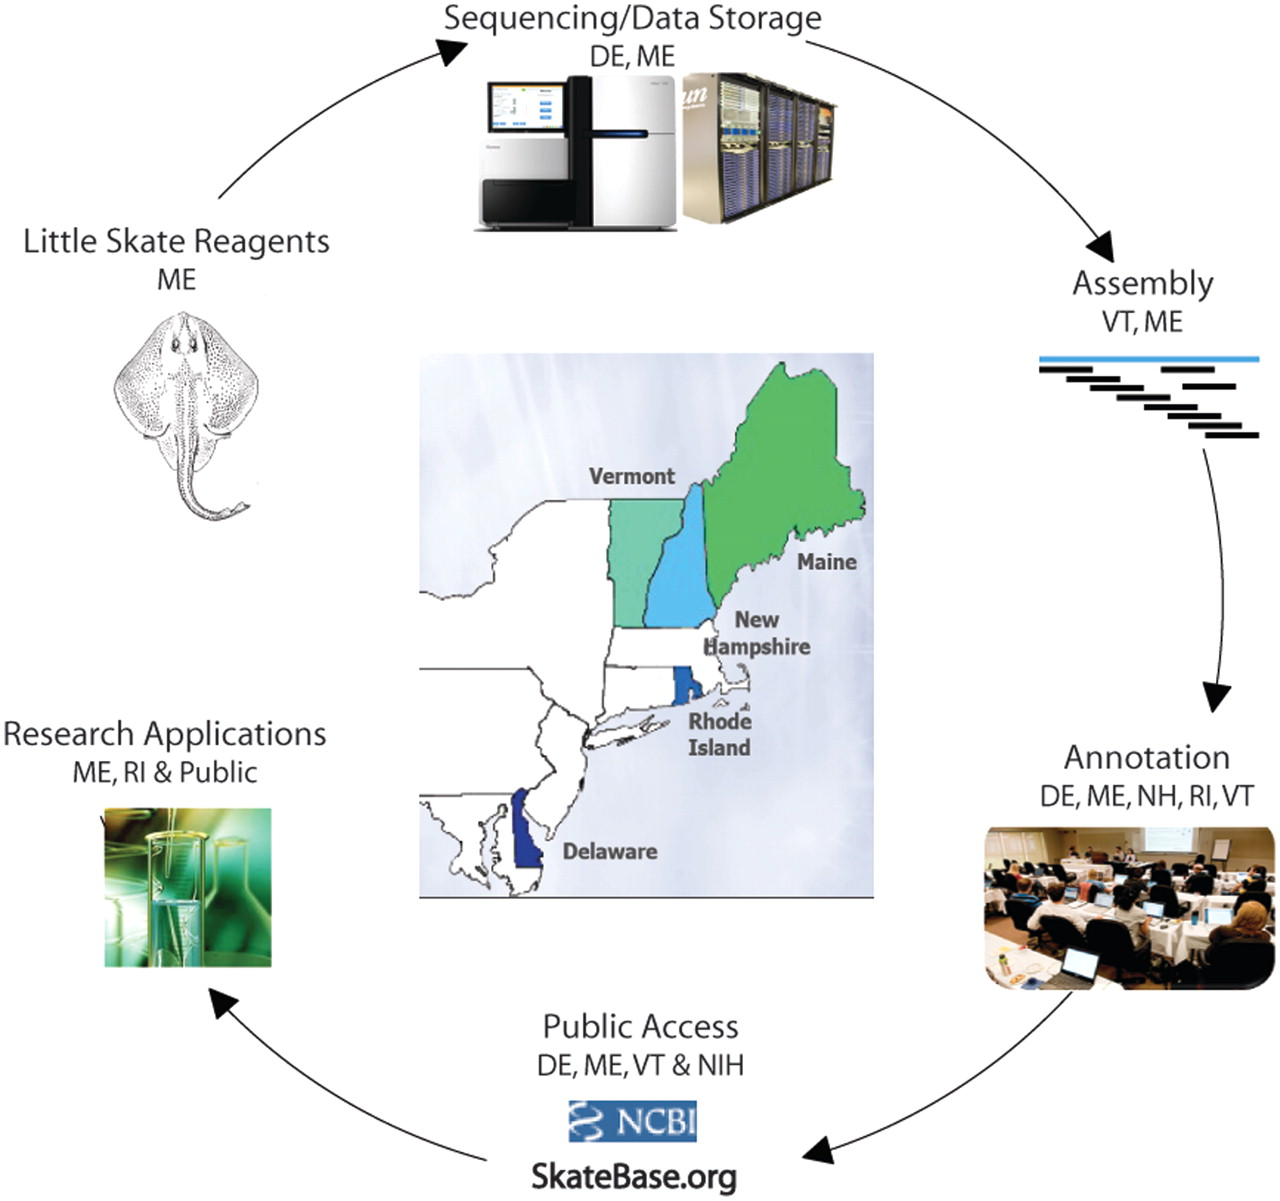 Sequencing/Data Storage
DE, ME
un
Little Skate Reagents
ME
Assembly
VT, ME
Vermont
Maine
New
Hampshire
Rhode
Island
Delaware
Research Applications
ME, RI & Public
Annotation
DE, ME, NH, RI, VT
Public Access
DE, ME, VT & NIH
NCBI
SkateBase.org